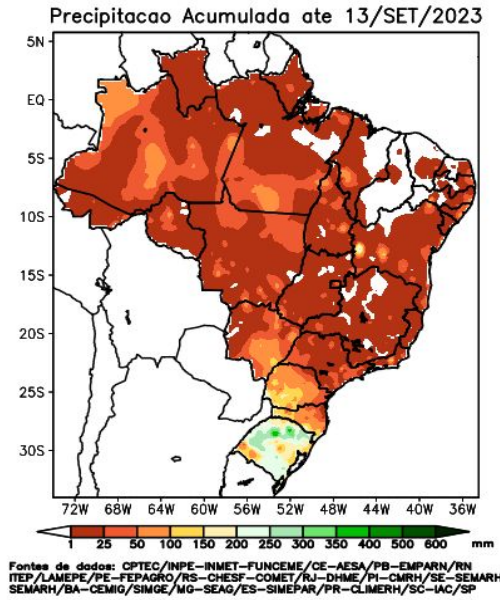 Precipitacao Acumulada ate 13/SET/2023
5N
EQ
5S
10S
15S
20S
25S
30S
72W 68W 64W 60W 56W 52W 48W 44W 40W 36W
1 25 50 100 150 200 250 300 350 400 500 600 mm
Fontes de dados: CPTEC/INPE-INMET-FUNCEME/CE-AESA/PB-EMPARN/RN
ITEP/LAMEPE/PE-FEPAGRO/RS-CHESF-COMET/RJ-DHME/PI-CMRH/SE-SEMARH
SEMARH/BA-CEMIG/SIMGE/MG-SEAG/ES-SIMEPAR/PR-CLIMERH/SC-IAC/SP